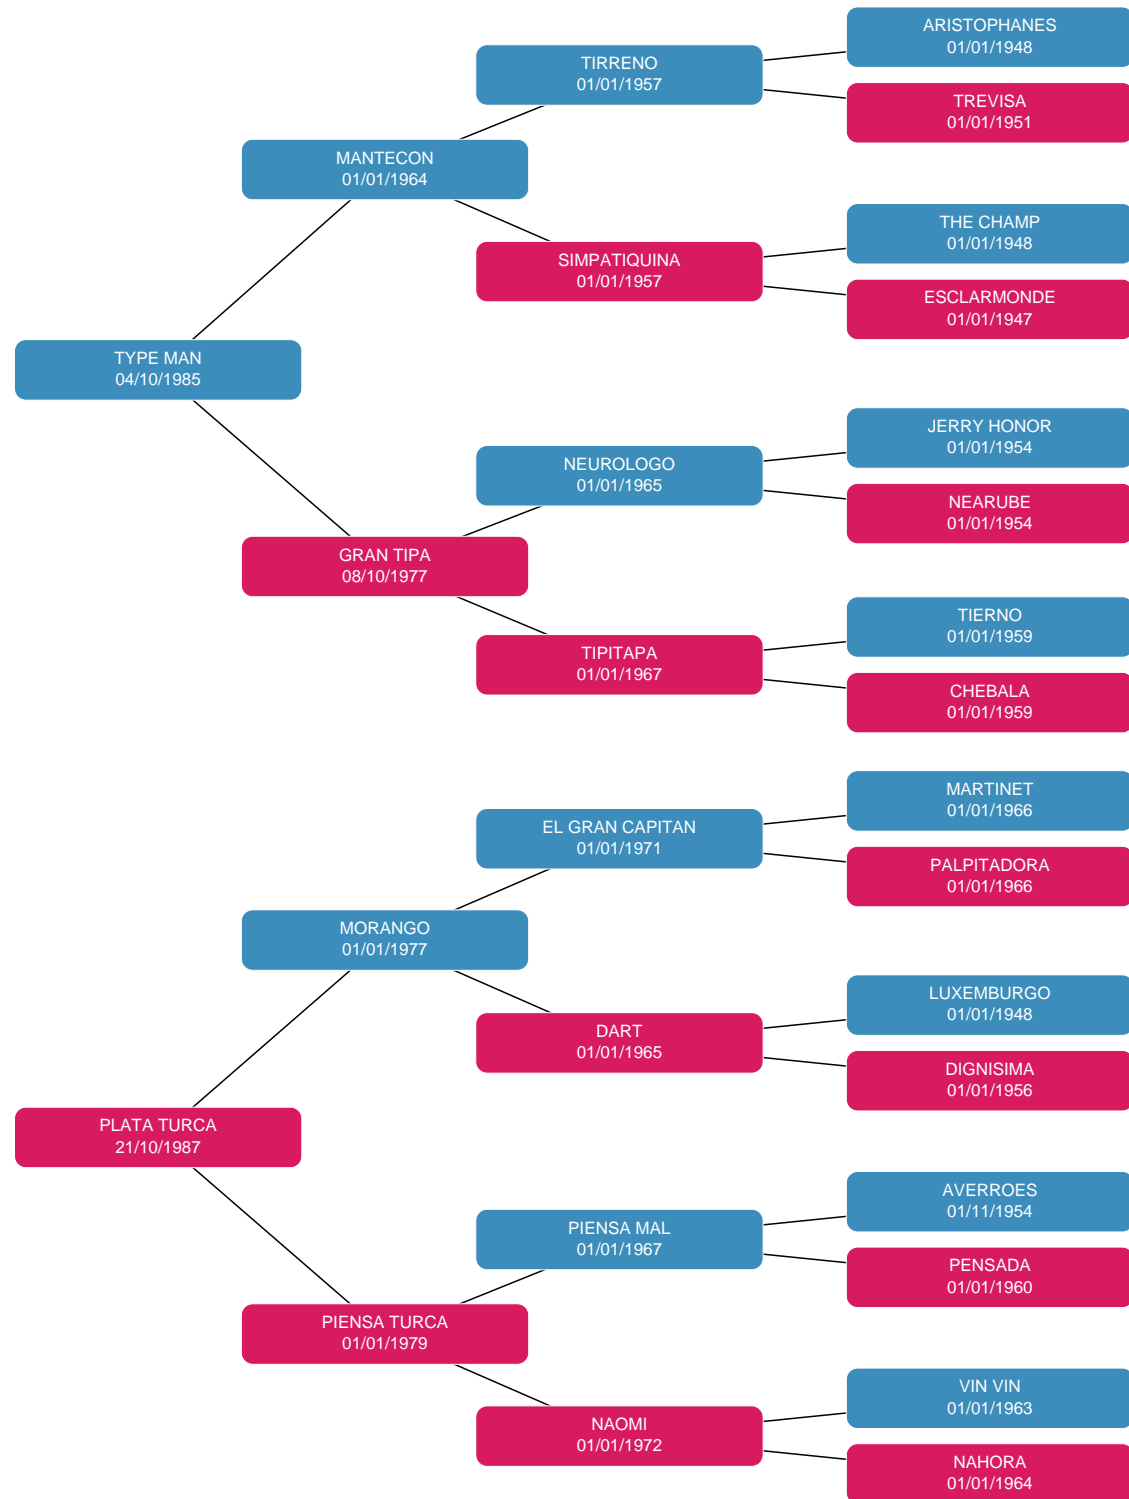 ARISTOPHANES
01/01/1948
TIRRENO
01/01/1957
TREVISA
01/01/1951
MANTECON
01/01/1964
THE CHAMP
01/01/1948
SIMPATIQUINA
01/01/1957
ESCLARMONDE
01/01/1947
TYPE MAN
04/10/1985
JERRY HONOR
01/01/1954
NEUROLOGO
01/01/1965
NEARUBE
01/01/1954
GRAN TIPA
08/10/1977
TIERNO
01/01/1959
TIPITAPA
01/01/1967
CHEBALA
01/01/1959
MARTINET
01/01/1966
EL GRAN CAPITAN
01/01/1971
PALPITADORA
01/01/1966
MORANGO
01/01/1977
LUXEMBURGO
01/01/1948
DART
01/01/1965
DIGNISIMA
01/01/1956
PLATA TURCA
21/10/1987
AVERROES
01/11/1954
PIENSA MAL
01/01/1967
PENSADA
01/01/1960
PIENSA TURCA
01/01/1979
VIN VIN
01/01/1963
NAOMI
01/01/1972
NAHORA
01/01/1964